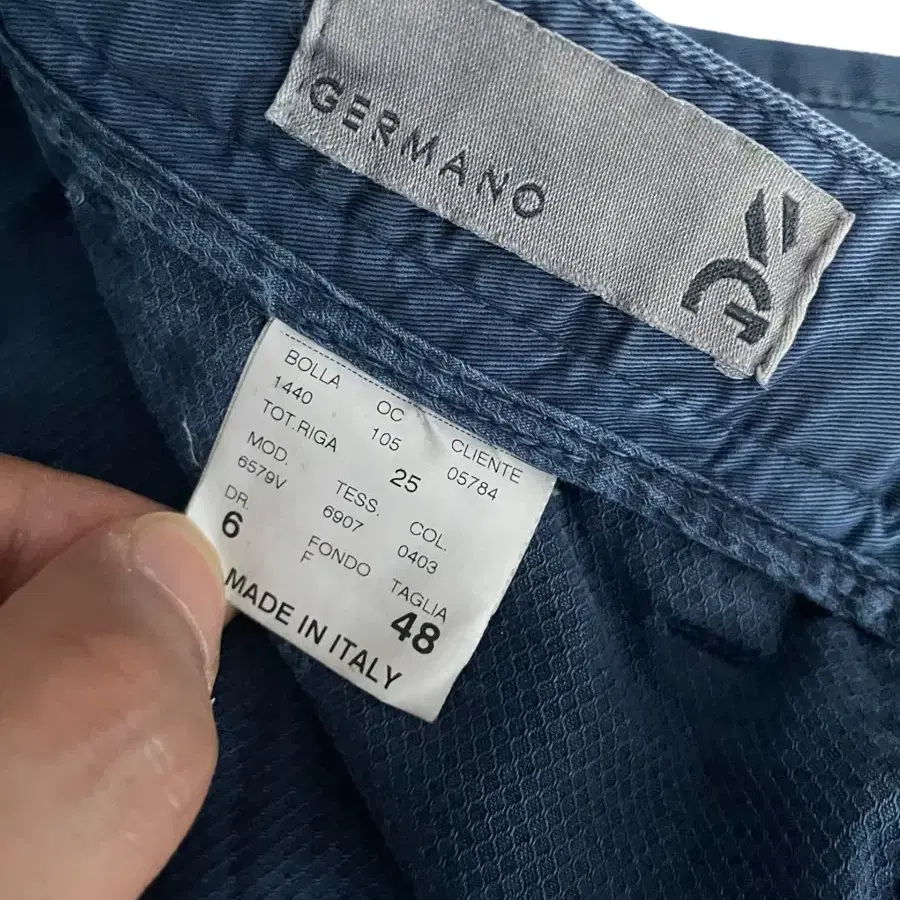 GERMANO
G
BOLLA OC CLIENTE
1440 105 05784
TOT.RIGA 25
MOD. TESS. COL.
6579V 6907 0403
DR. FONDO TAGLIA
6 F 48
MADE IN ITALY